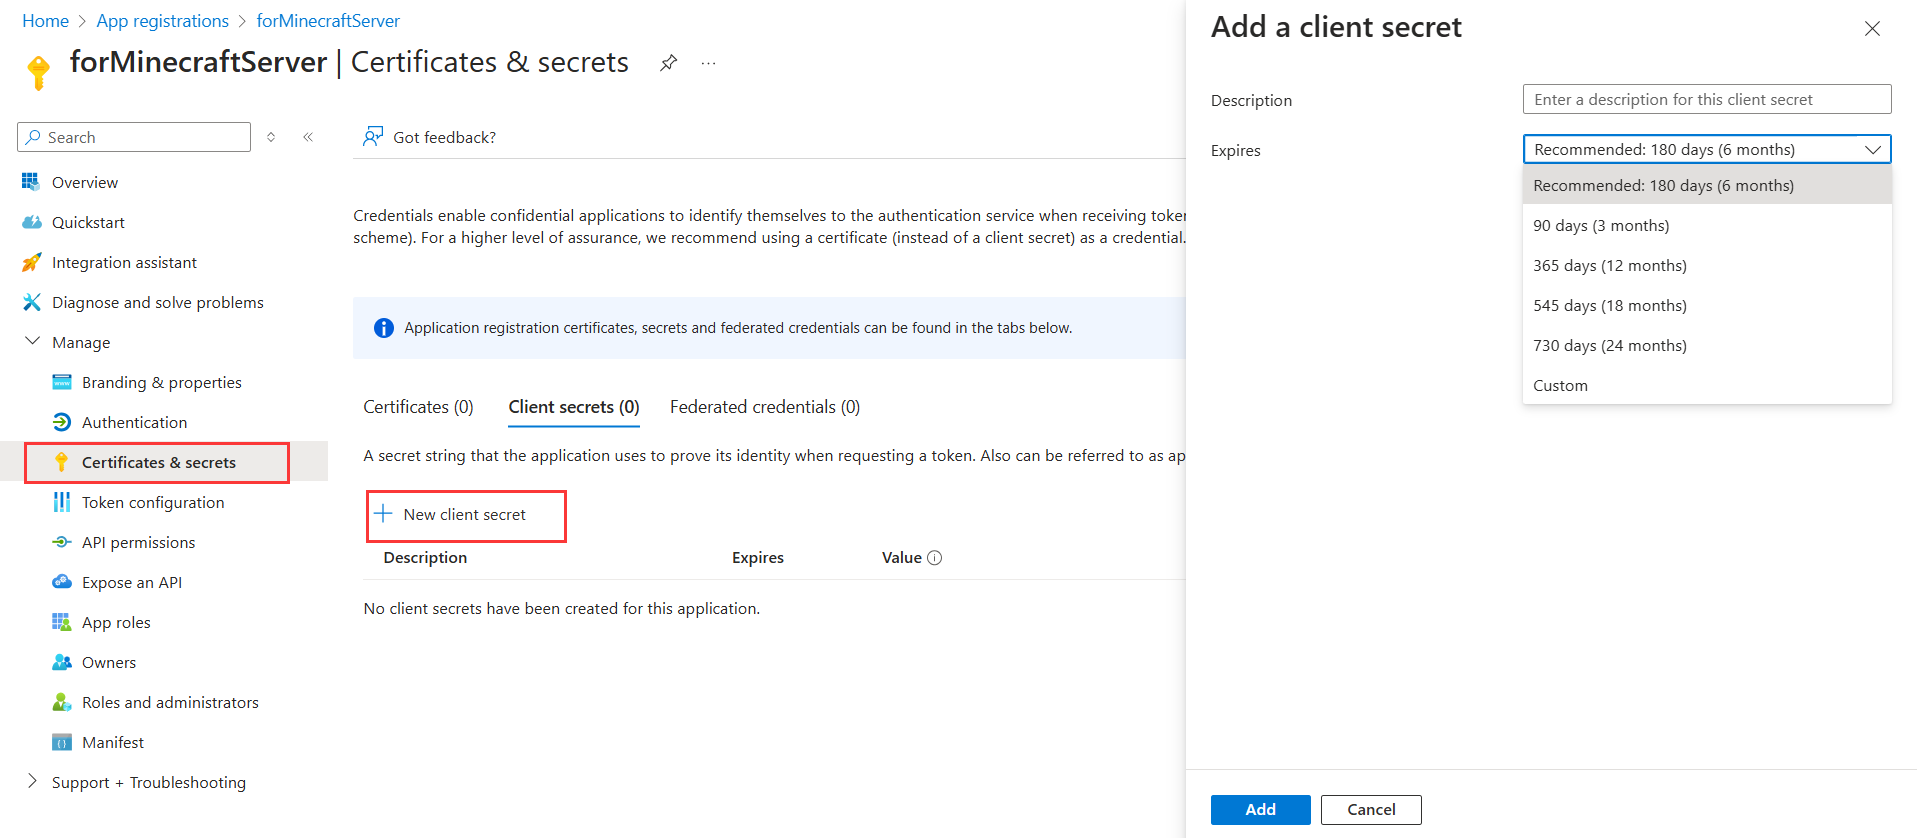 Home > App registrations > forMinecraftServer
forMinecraftServer | Certificates & secrets
Search
Overview
Quickstart
Integration assistant
Diagnose and solve problems
Manage
Branding & properties
Authentication
Certificates & secrets
Token configuration
API permissions
Expose an API
App roles
Owners
Roles and administrators
Manifest
Support + Troubleshooting
Got feedback?
Credentials enable confidential applications to identify themselves to the authentication service when receiving token
scheme). For a higher level of assurance, we recommend using a certificate (instead of a client secret) as a credential.
Application registration certificates, secrets and federated credentials can be found in the tabs below.
Certificates (0) Client secrets (0) Federated credentials (0)
A secret string that the application uses to prove its identity when requesting a token. Also can be referred to as ap
New client secret
Description Expires Value
No client secrets have been created for this application.
Add a client secret
Description Enter a description for this client secret
Expires Recommended: 180 days (6 months)
Recommended: 180 days (6 months)
90 days (3 months)
365 days (12 months)
545 days (18 months)
730 days (24 months)
Custom
Add Cancel